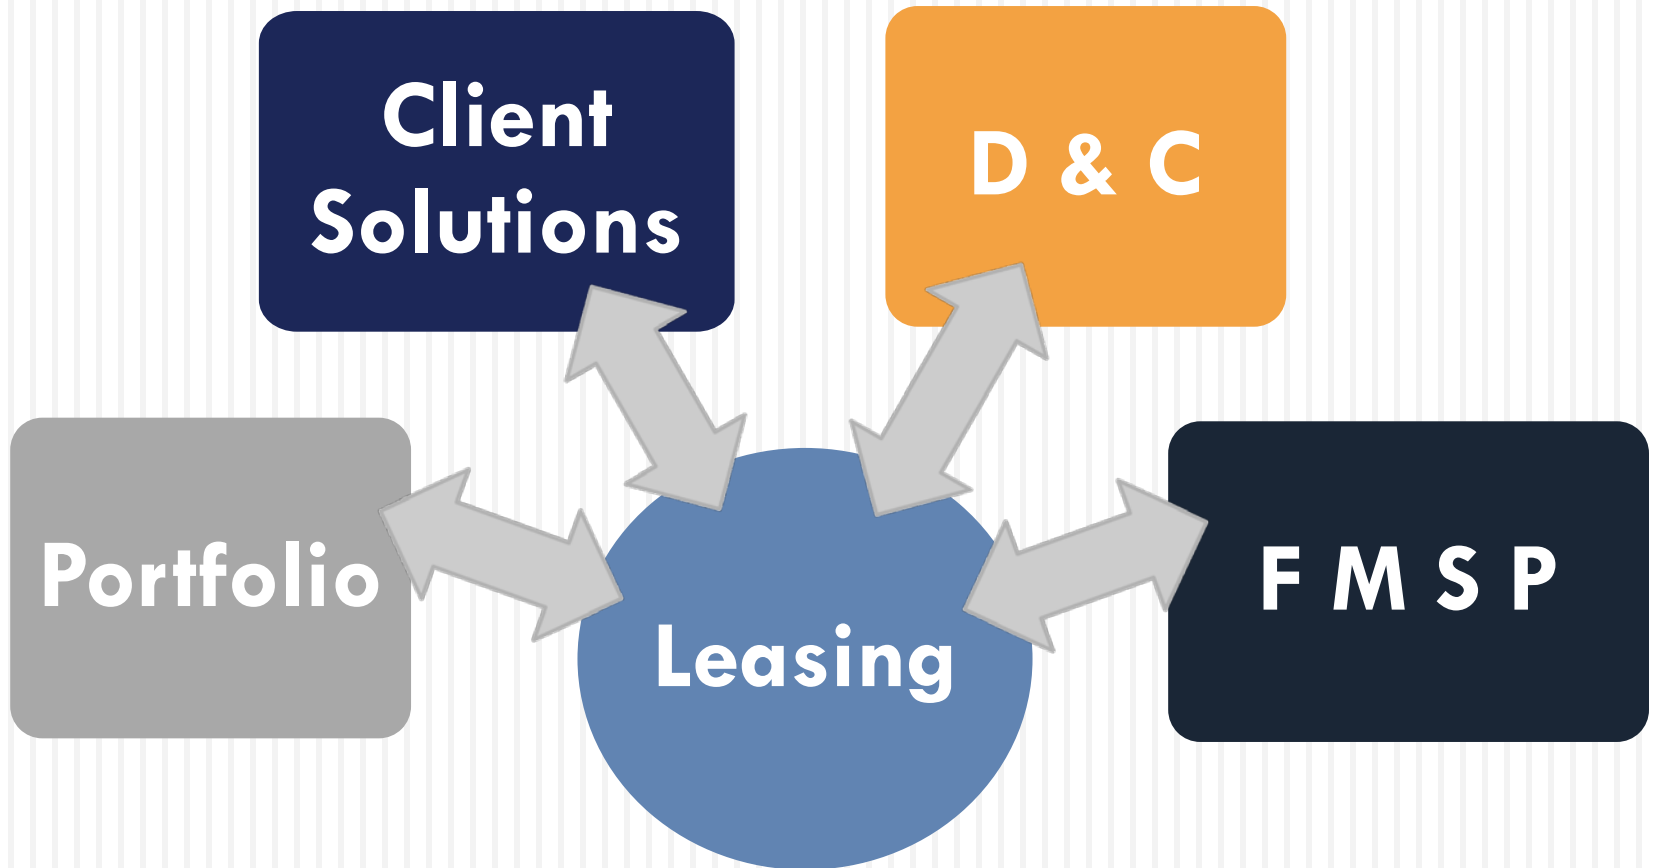 Client
Solutions
D & C
Portfolio
F M S P
Leasing